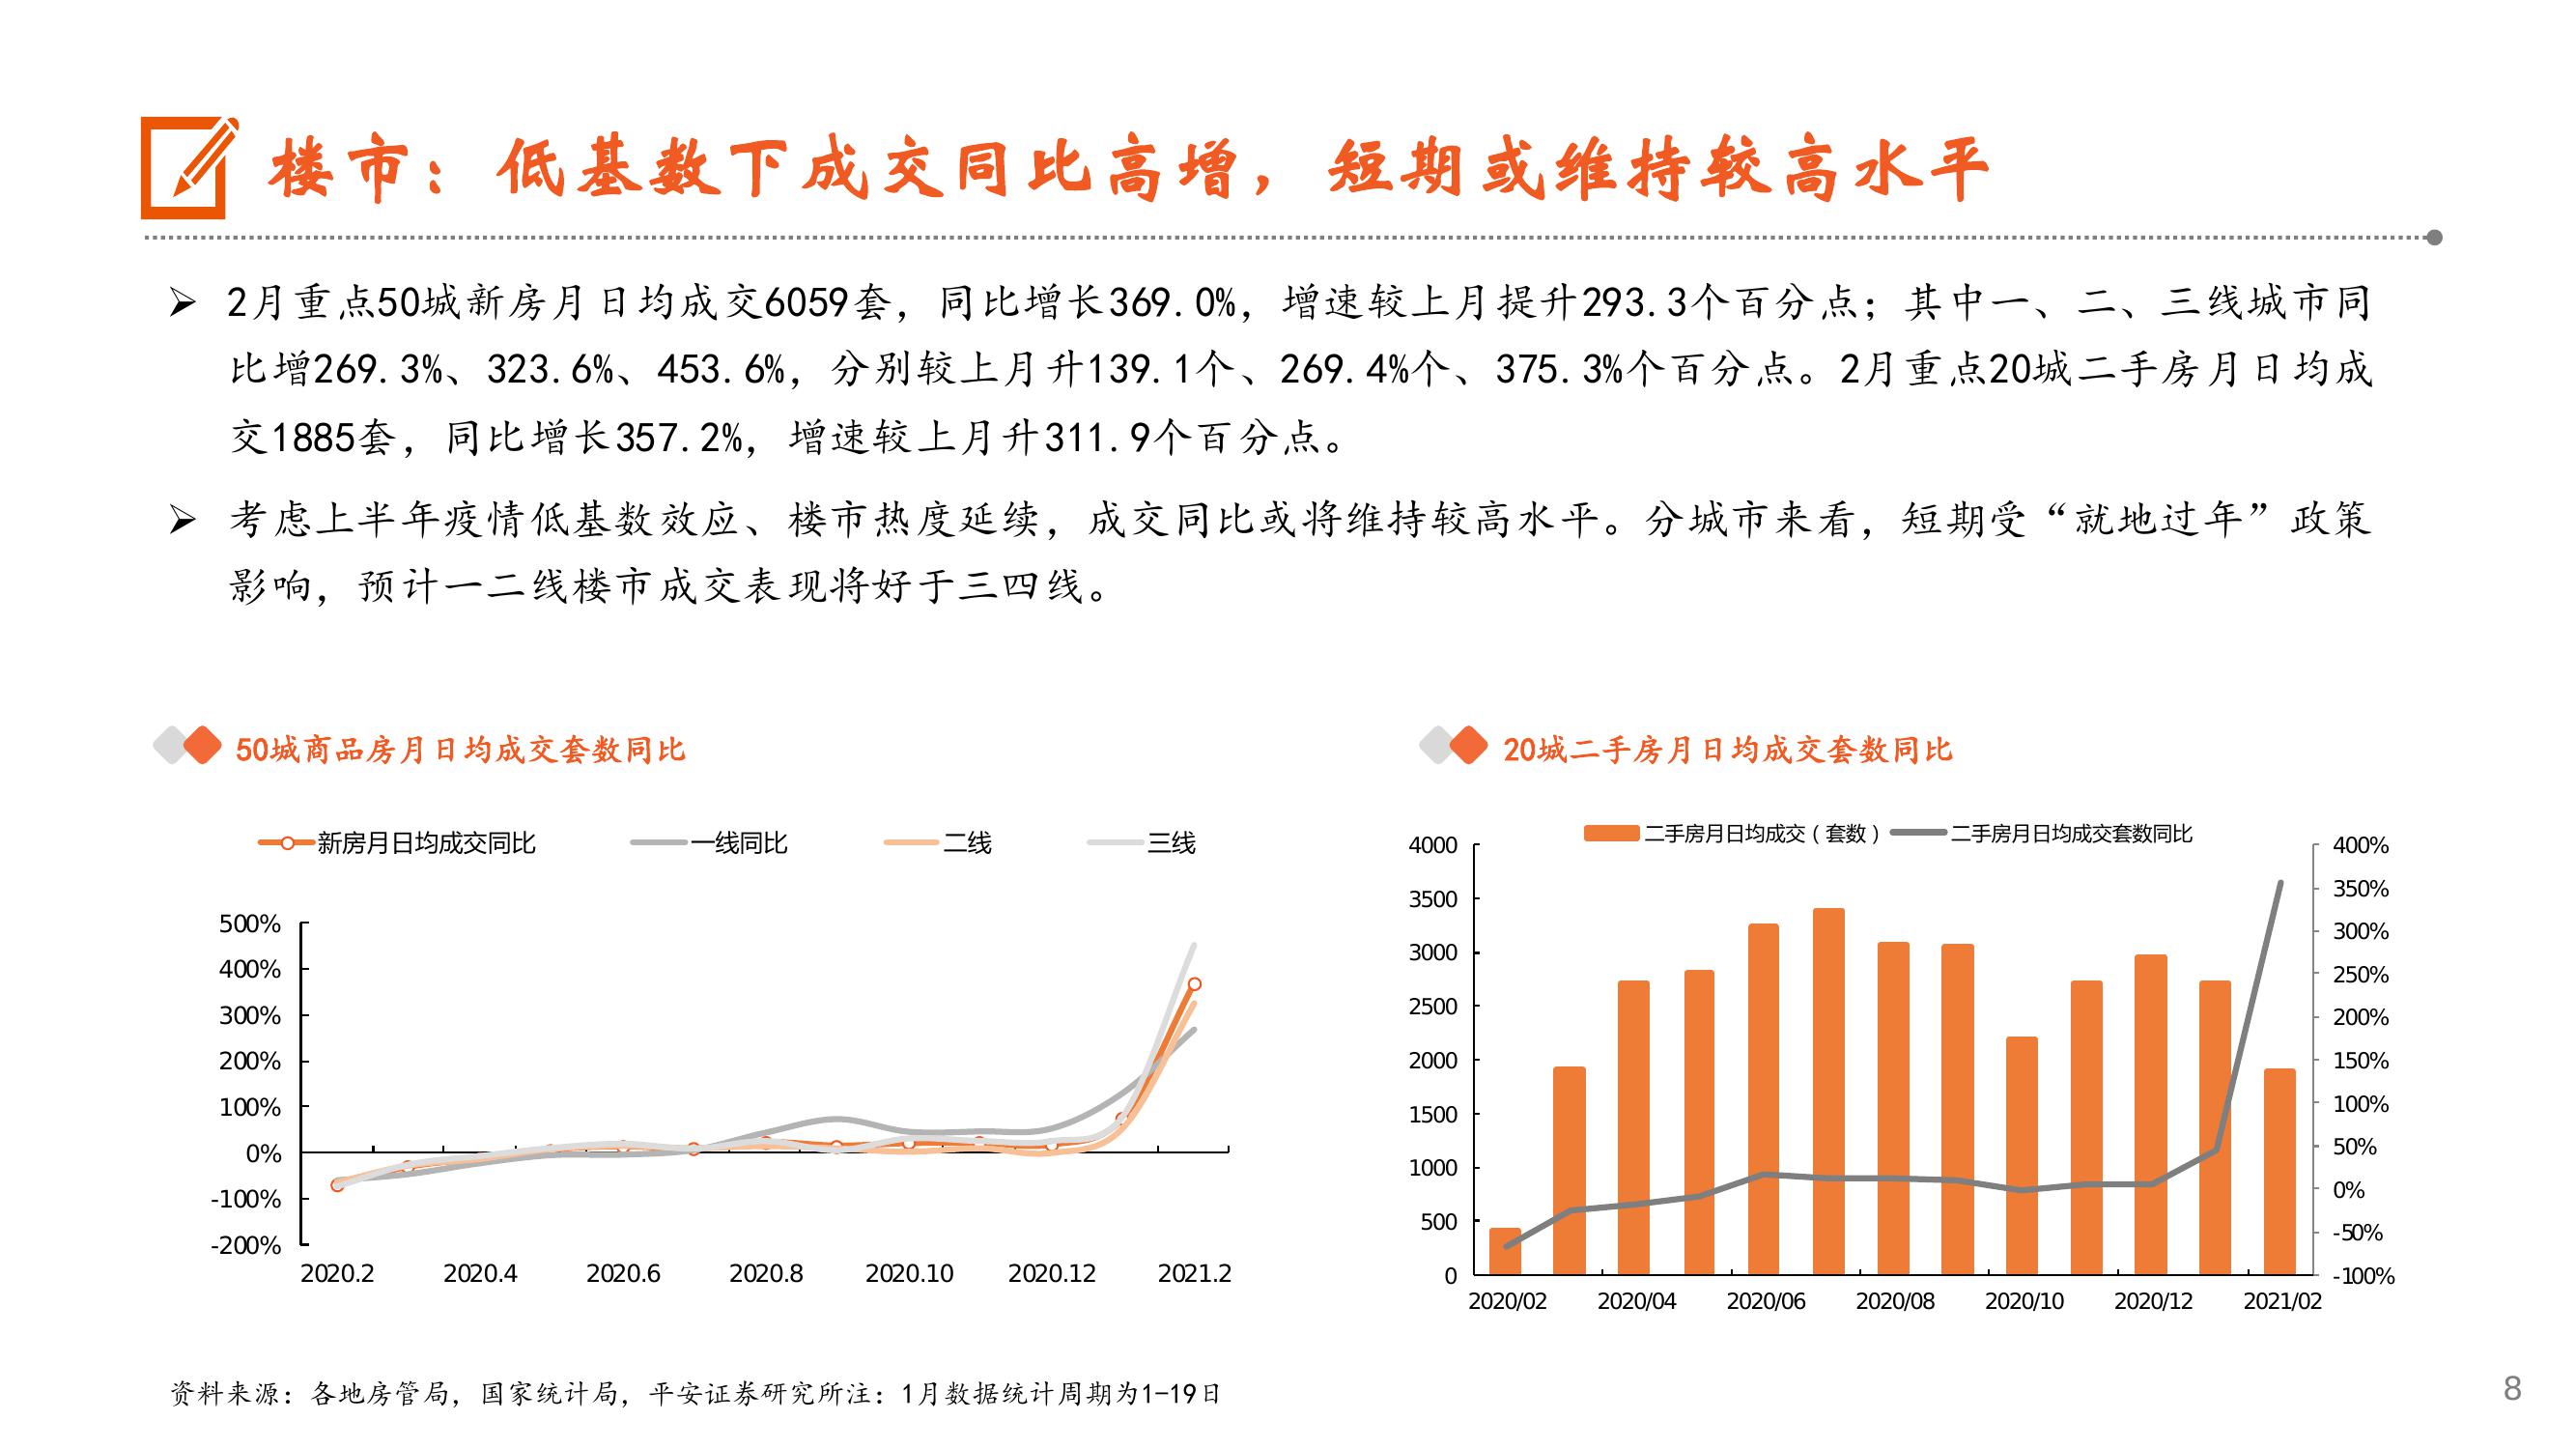 楼市：低基数下成交同比高增，短期或维持较高水平
2月重点50城新房月日均成交6059套，同比增长369.0%，增速较上月提升293.3个百分点；其中一、二、三线城市同
比增269.3%、323.6%、453.6%，分别较上月升139.1个、269.4%个、375.3%个百分点。2月重点20城二手房月日均成
交1885套，同比增长357.2%，增速较上月升311.9个百分点。
考虑上半年疫情低基数效应、楼市热度延续，成交同比或将维持较高水平。分城市来看，短期受“就地过年”政策
影响，预计一二线楼市成交表现将好于三四线。
50城商品房月日均成交套数同比
新房月日均成交同比 一线同比 二线 三线
500%
400%
300%
200%
100%
0%
-100%
-200%
2020.2 2020.4 2020.6 2020.8 2020.10 2020.12 2021.2
20城二手房月日均成交套数同比
二手房月日均成交（套数） 二手房月日均成交套数同比
4000
3500
3000
2500
2000
1500
1000
500
0
400%
350%
300%
250%
200%
150%
100%
50%
0%
-50%
-100%
2020/02 2020/04 2020/06 2020/08 2020/10 2020/12 2021/02
资料来源：各地房管局，国家统计局，平安证券研究所注：1月数据统计周期为1-19日
8